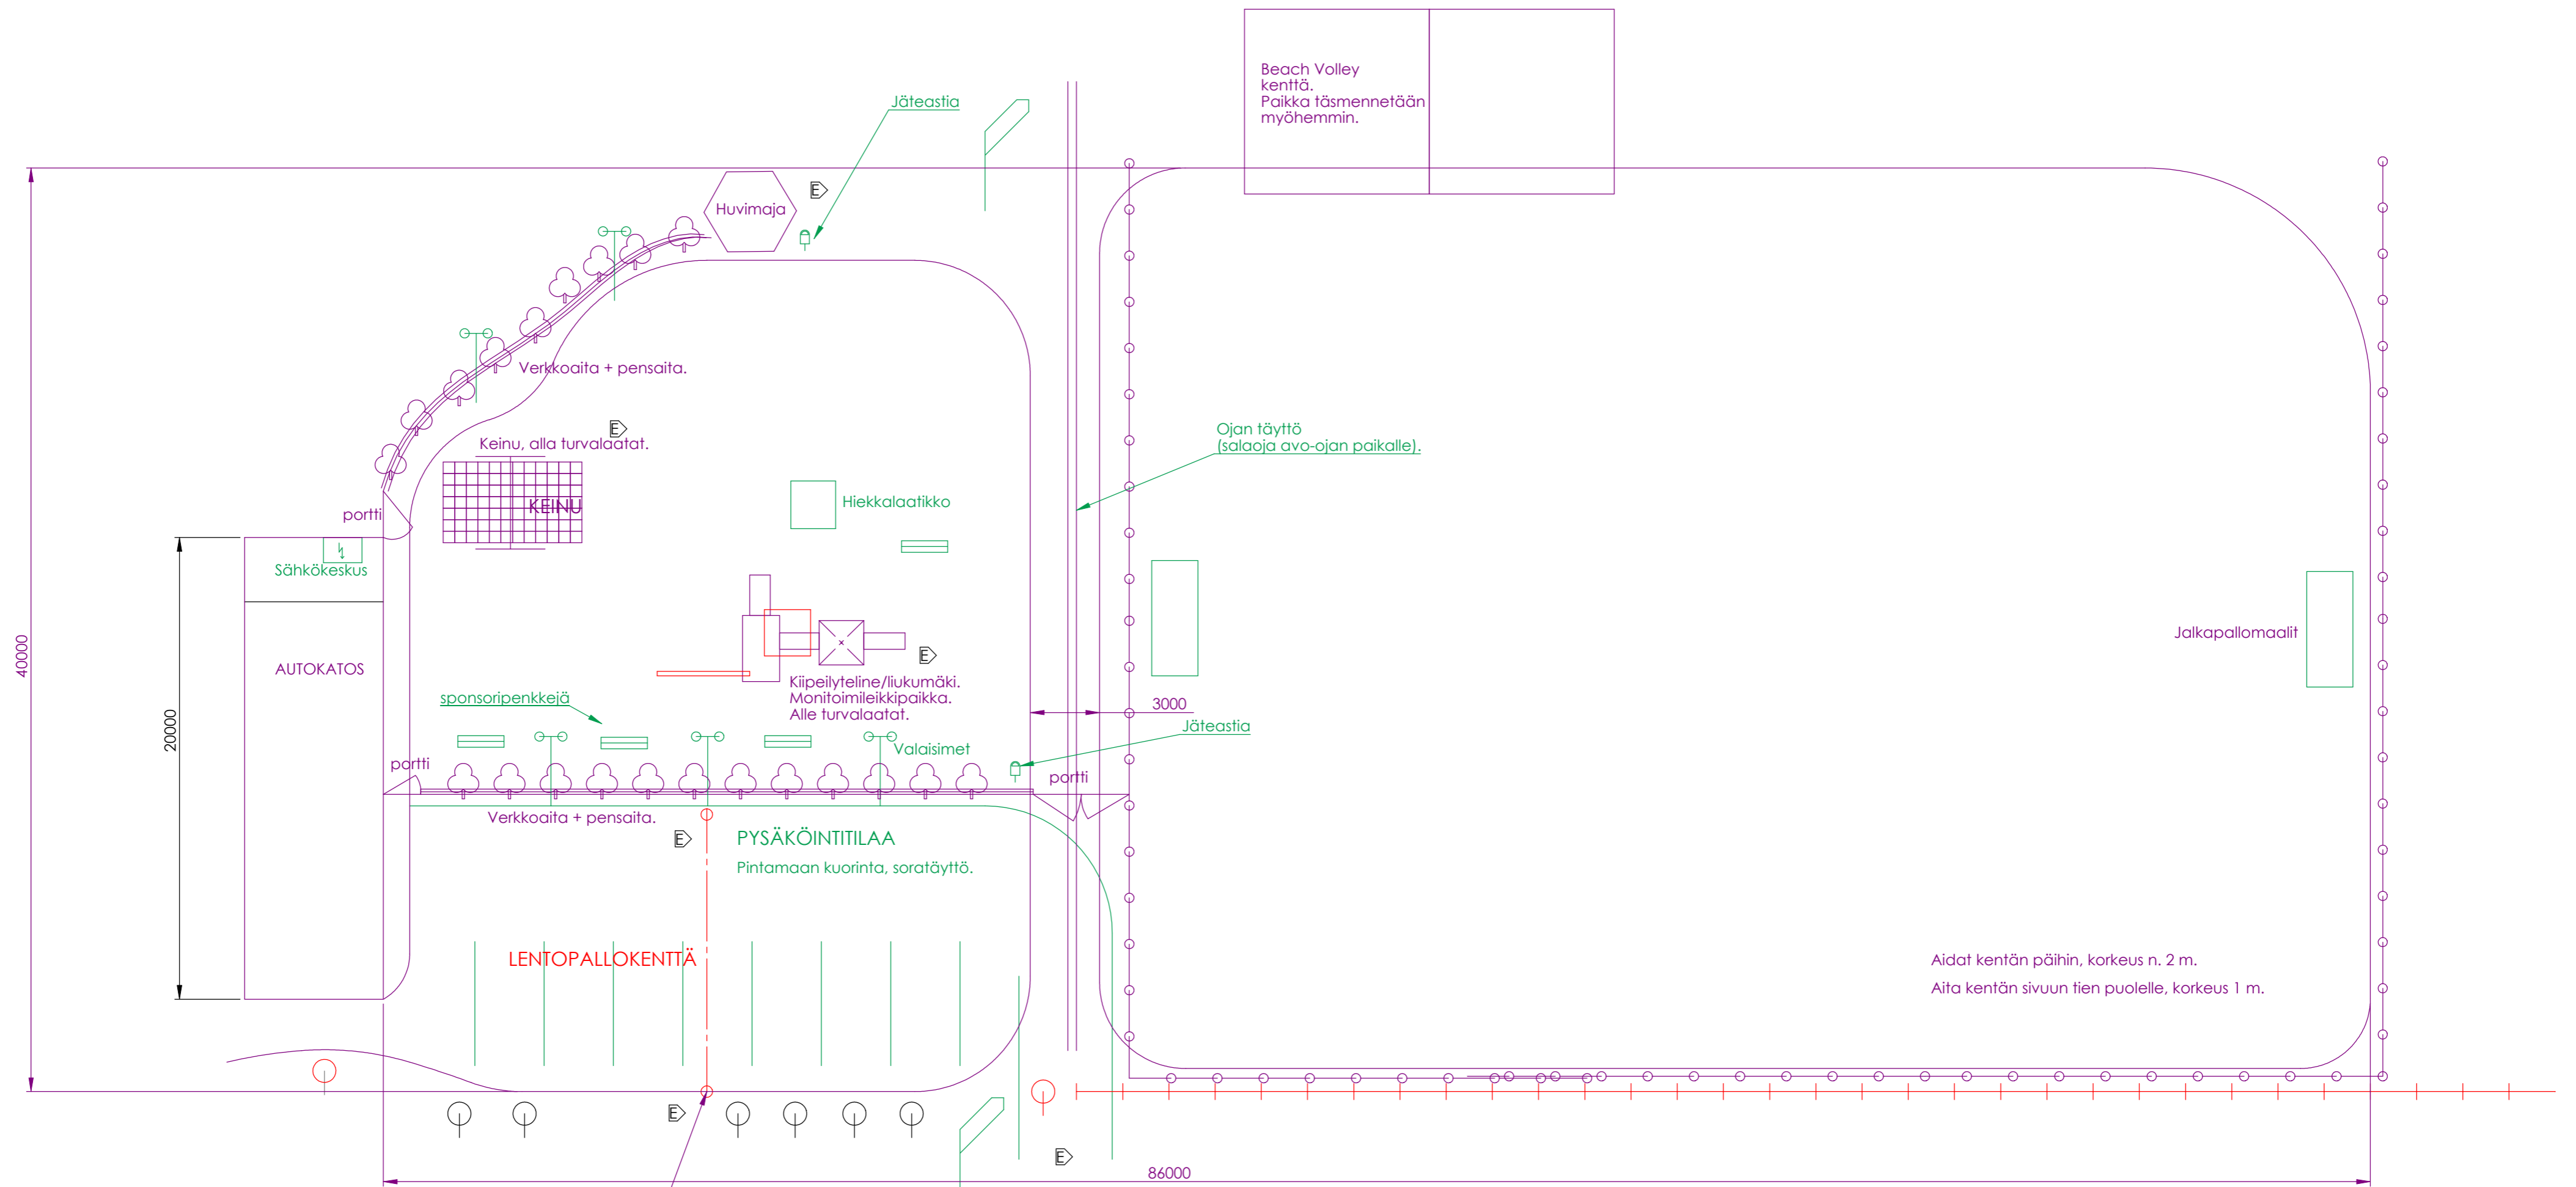 Beach Volley
kenttä.
Paikka täsmennetään
myöhemmin.
Jäteastia
E
Huvimaja
Verkkoaita + pensaita.
E
Keinu, alla turvalaatat.
KEINU
portti
Hiekkalaatikko
Ojan täyttö
(salaoja avo-ojan paikalle).
Sähkökeskus
AUTOKATOS
40000
20000
E
Kiipeilyteline/liukumäki.
Monitoimileikkipaikka.
Alle turvalaatat.
Jalkapallomaalit
sponsoripenkkejä
3000
Jäteastia
Valaisimet
portti
portti
Verkkoaita + pensaita.
E
PYSÄKÖINTITILAA
Pintamaan kuorinta, soratäyttö.
LENTOPALLOKENTTÄ
Aidat kentän päihin, korkeus n. 2 m.
Aita kentän sivuun tien puolelle, korkeus 1 m.
E
E
86000